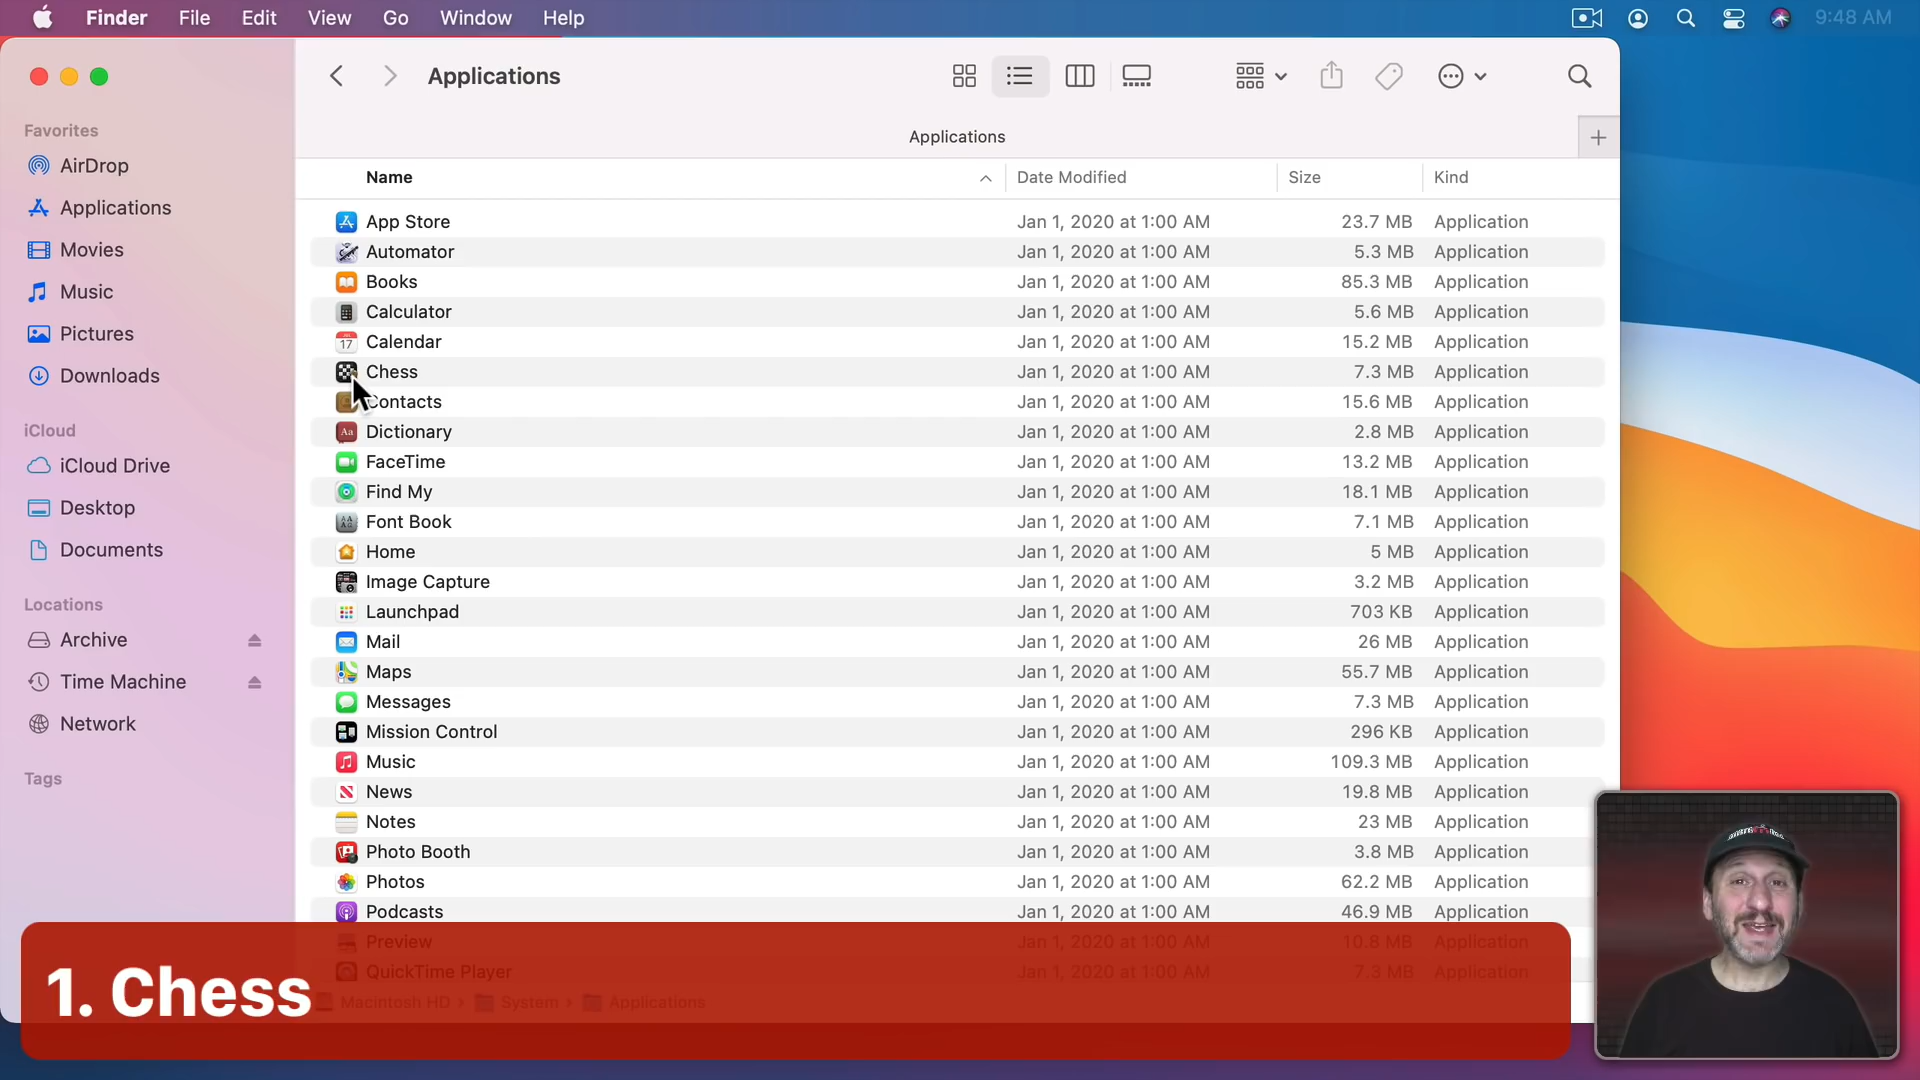 Finder File Edit View Go Window Help 9:48 AM
Applications
Applications
Favorites
AirDrop
Applications
Movies
Music
Pictures
Downloads
iCloud
iCloud Drive
Desktop
Documents
Locations
Archive
Time Machine
Network
Tags
Name Date Modified Size Kind
App Store Jan 1, 2020 at 1:00 AM 23.7 MB Application
Automator Jan 1, 2020 at 1:00 AM 5.3 MB Application
Books Jan 1, 2020 at 1:00 AM 85.3 MB Application
Calculator Jan 1, 2020 at 1:00 AM 5.6 MB Application
Calendar Jan 1, 2020 at 1:00 AM 15.2 MB Application
Chess Jan 1, 2020 at 1:00 AM 7.3 MB Application
Contacts Jan 1, 2020 at 1:00 AM 15.6 MB Application
Dictionary Jan 1, 2020 at 1:00 AM 2.8 MB Application
FaceTime Jan 1, 2020 at 1:00 AM 13.2 MB Application
Find My Jan 1, 2020 at 1:00 AM 18.1 MB Application
Font Book Jan 1, 2020 at 1:00 AM 7.1 MB Application
Home Jan 1, 2020 at 1:00 AM 5 MB Application
Image Capture Jan 1, 2020 at 1:00 AM 3.2 MB Application
Launchpad Jan 1, 2020 at 1:00 AM 703 KB Application
Mail Jan 1, 2020 at 1:00 AM 26 MB Application
Maps Jan 1, 2020 at 1:00 AM 55.7 MB Application
Messages Jan 1, 2020 at 1:00 AM 7.3 MB Application
Mission Control Jan 1, 2020 at 1:00 AM 296 KB Application
Music Jan 1, 2020 at 1:00 AM 109.3 MB Application
News Jan 1, 2020 at 1:00 AM 19.8 MB Application
Notes Jan 1, 2020 at 1:00 AM 23 MB Application
Photo Booth Jan 1, 2020 at 1:00 AM 3.8 MB Application
Photos Jan 1, 2020 at 1:00 AM 62.2 MB Application
Podcasts Jan 1, 2020 at 1:00 AM 46.9 MB Application
Preview Jan 1, 2020 at 1:00 AM 10.8 MB Application
QuickTime Player Jan 1, 2020 at 1:00 AM 7.3 MB Application
Macintosh HD › System › Applications
1. Chess